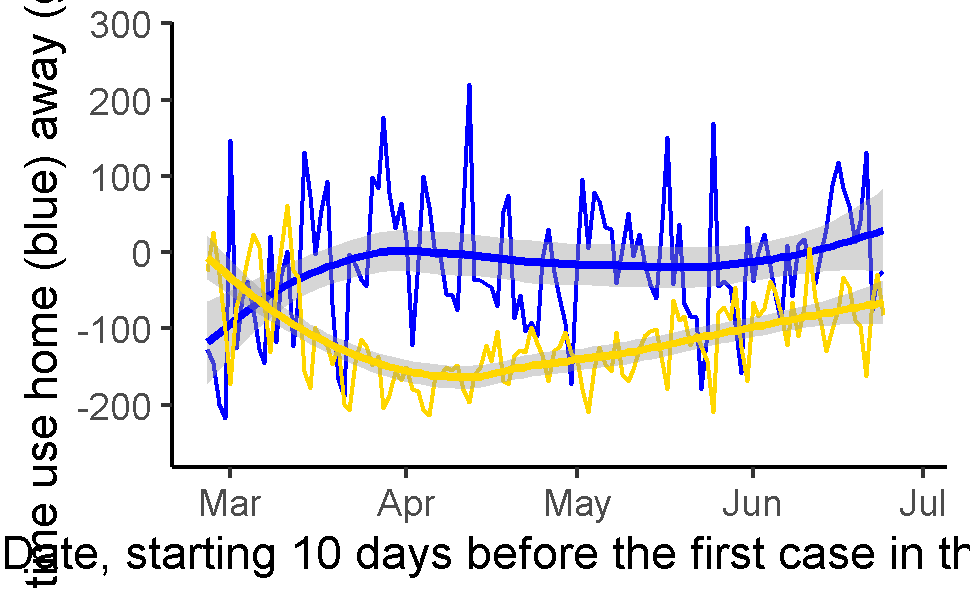 time use home (blue) away (
300
200
100
0
-100
-200
Mar Apr May Jun Jul
Date, starting 10 days before the first case in th